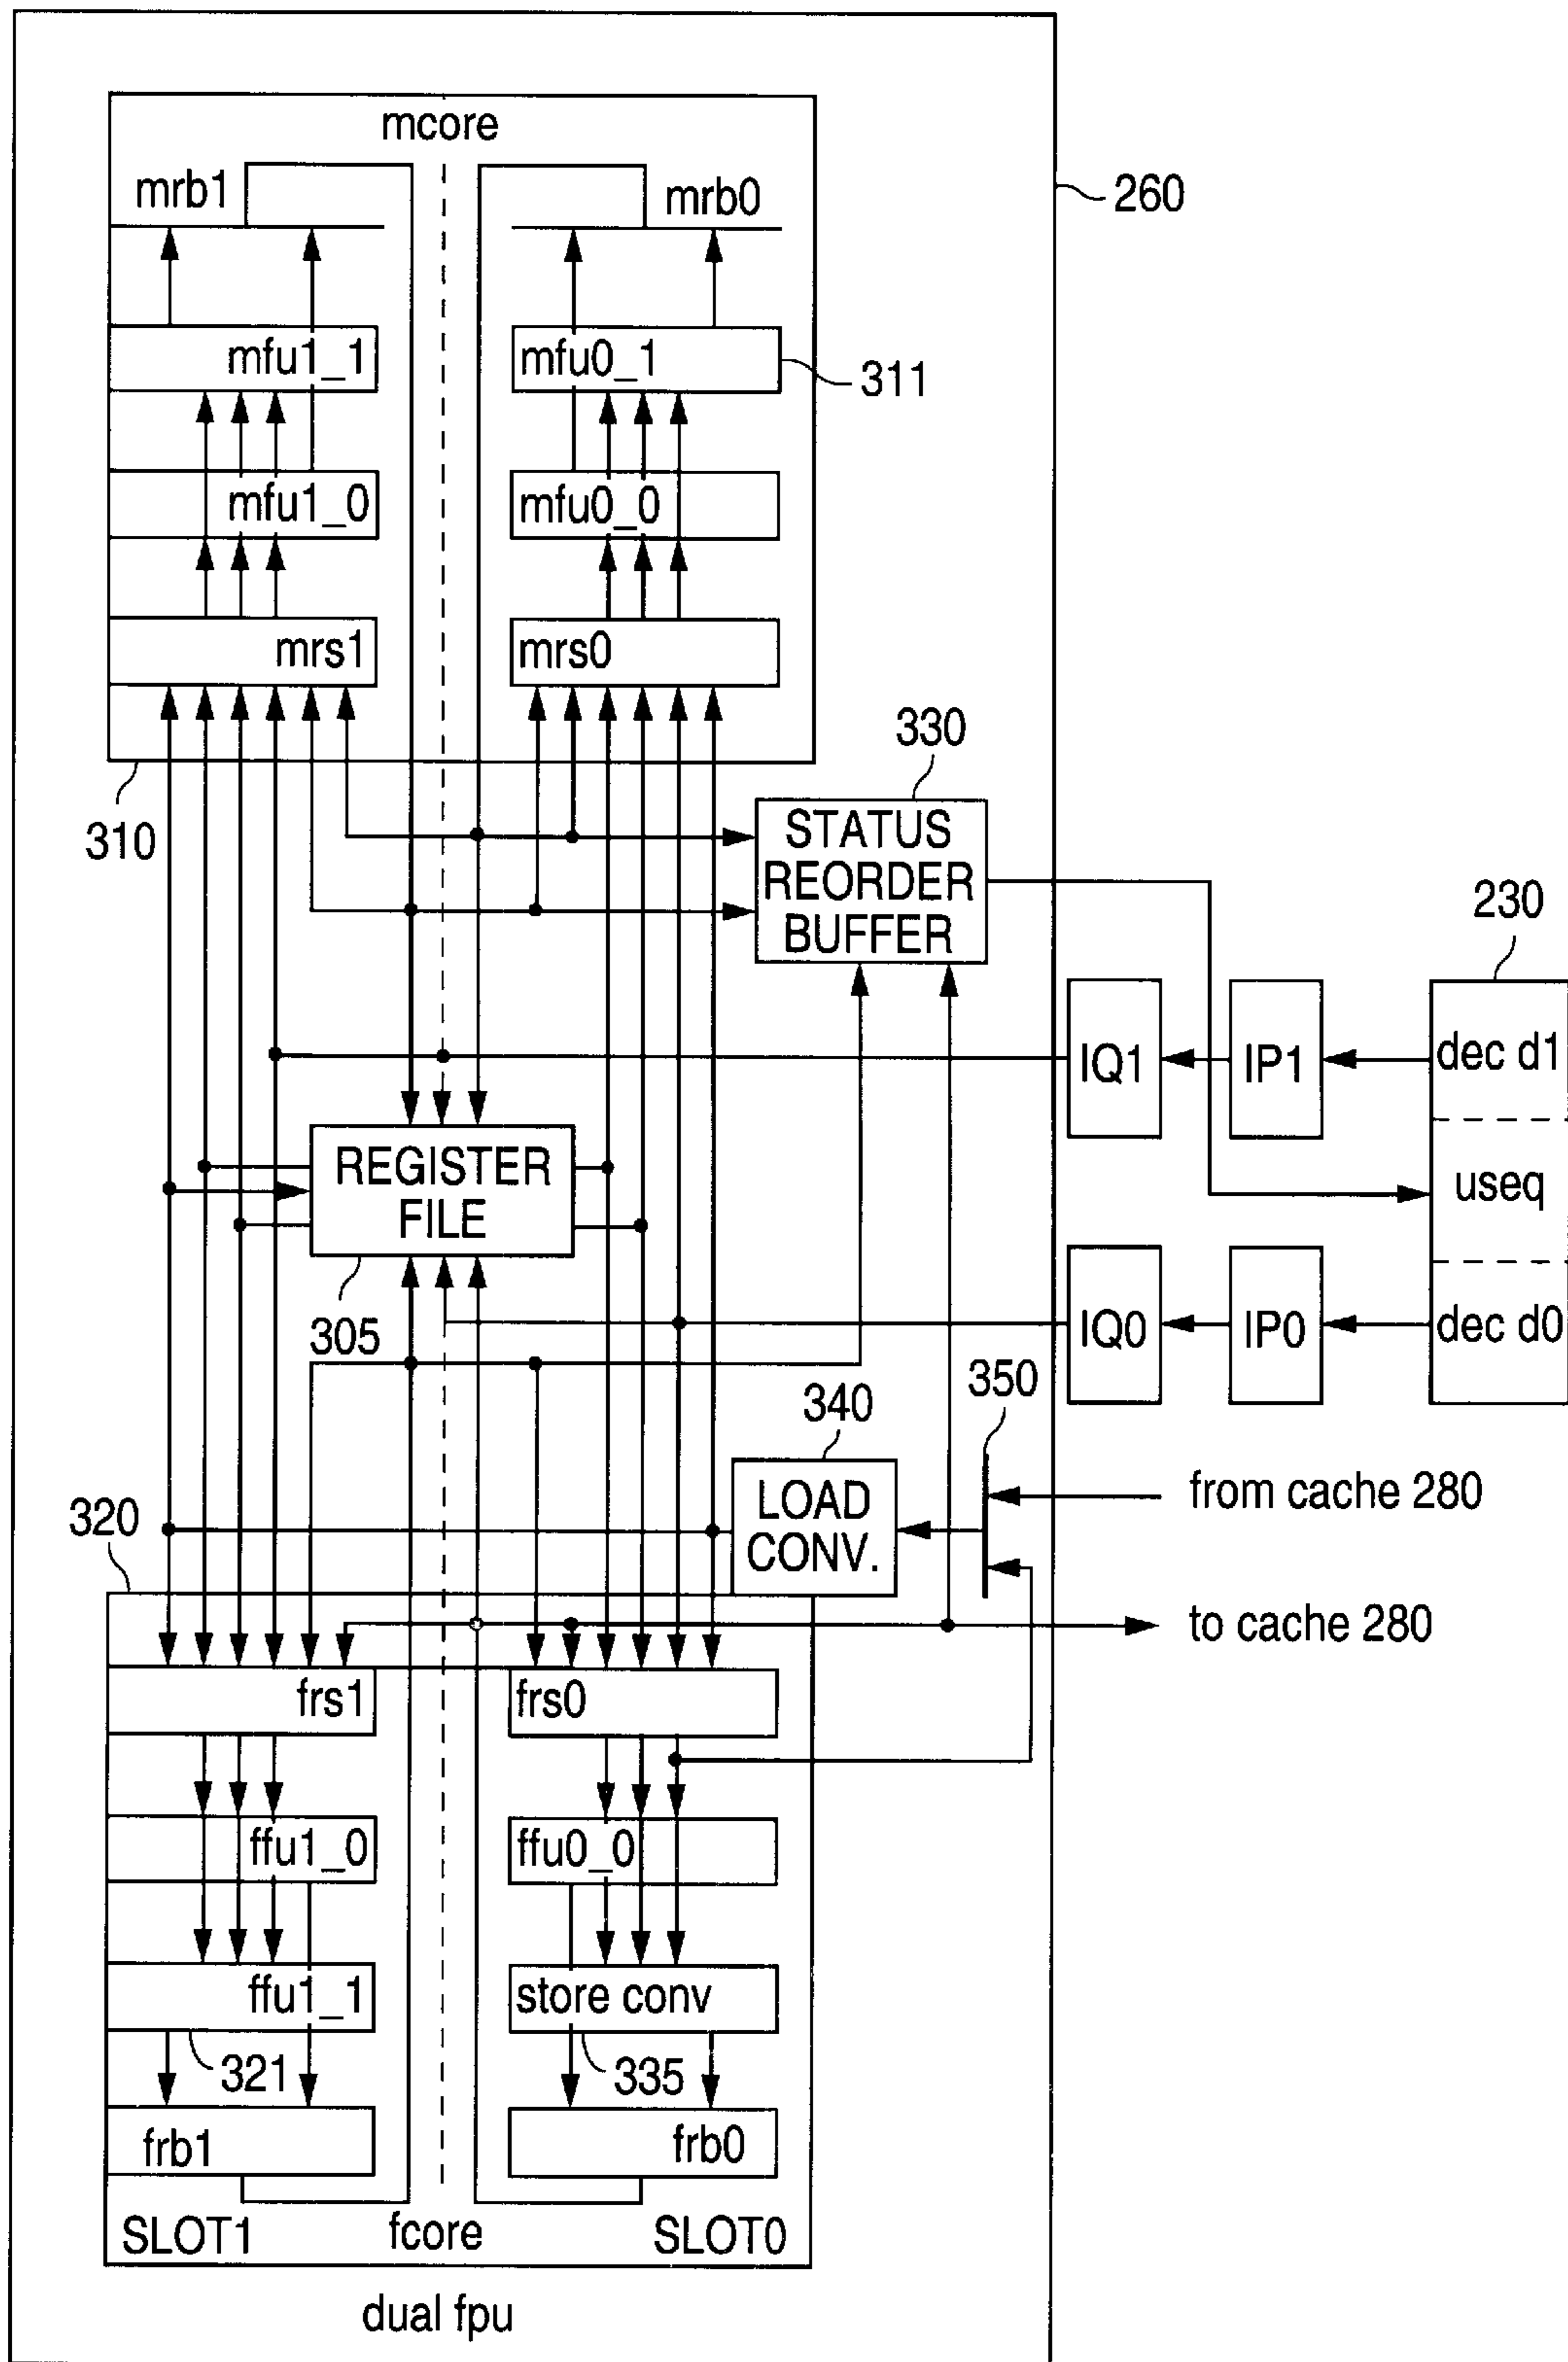 mcore
mrb1
mrb0
260
mfu1_1
mfu0_1
311
mfu1_0
mfu0_0
mrs1
mrs0
310
330
STATUS
REORDER
BUFFER
230
IQ1
IP1
dec d1
REGISTER
FILE
useq
305
IQ0
IP0
dec d0
350
340
LOAD
CONV.
from cache 280
320
to cache 280
frs1
frs0
ffu1_0
ffu0_0
ffu1_1
store conv
321
335
frb1
frb0
SLOT1
fcore
SLOT0
dual fpu